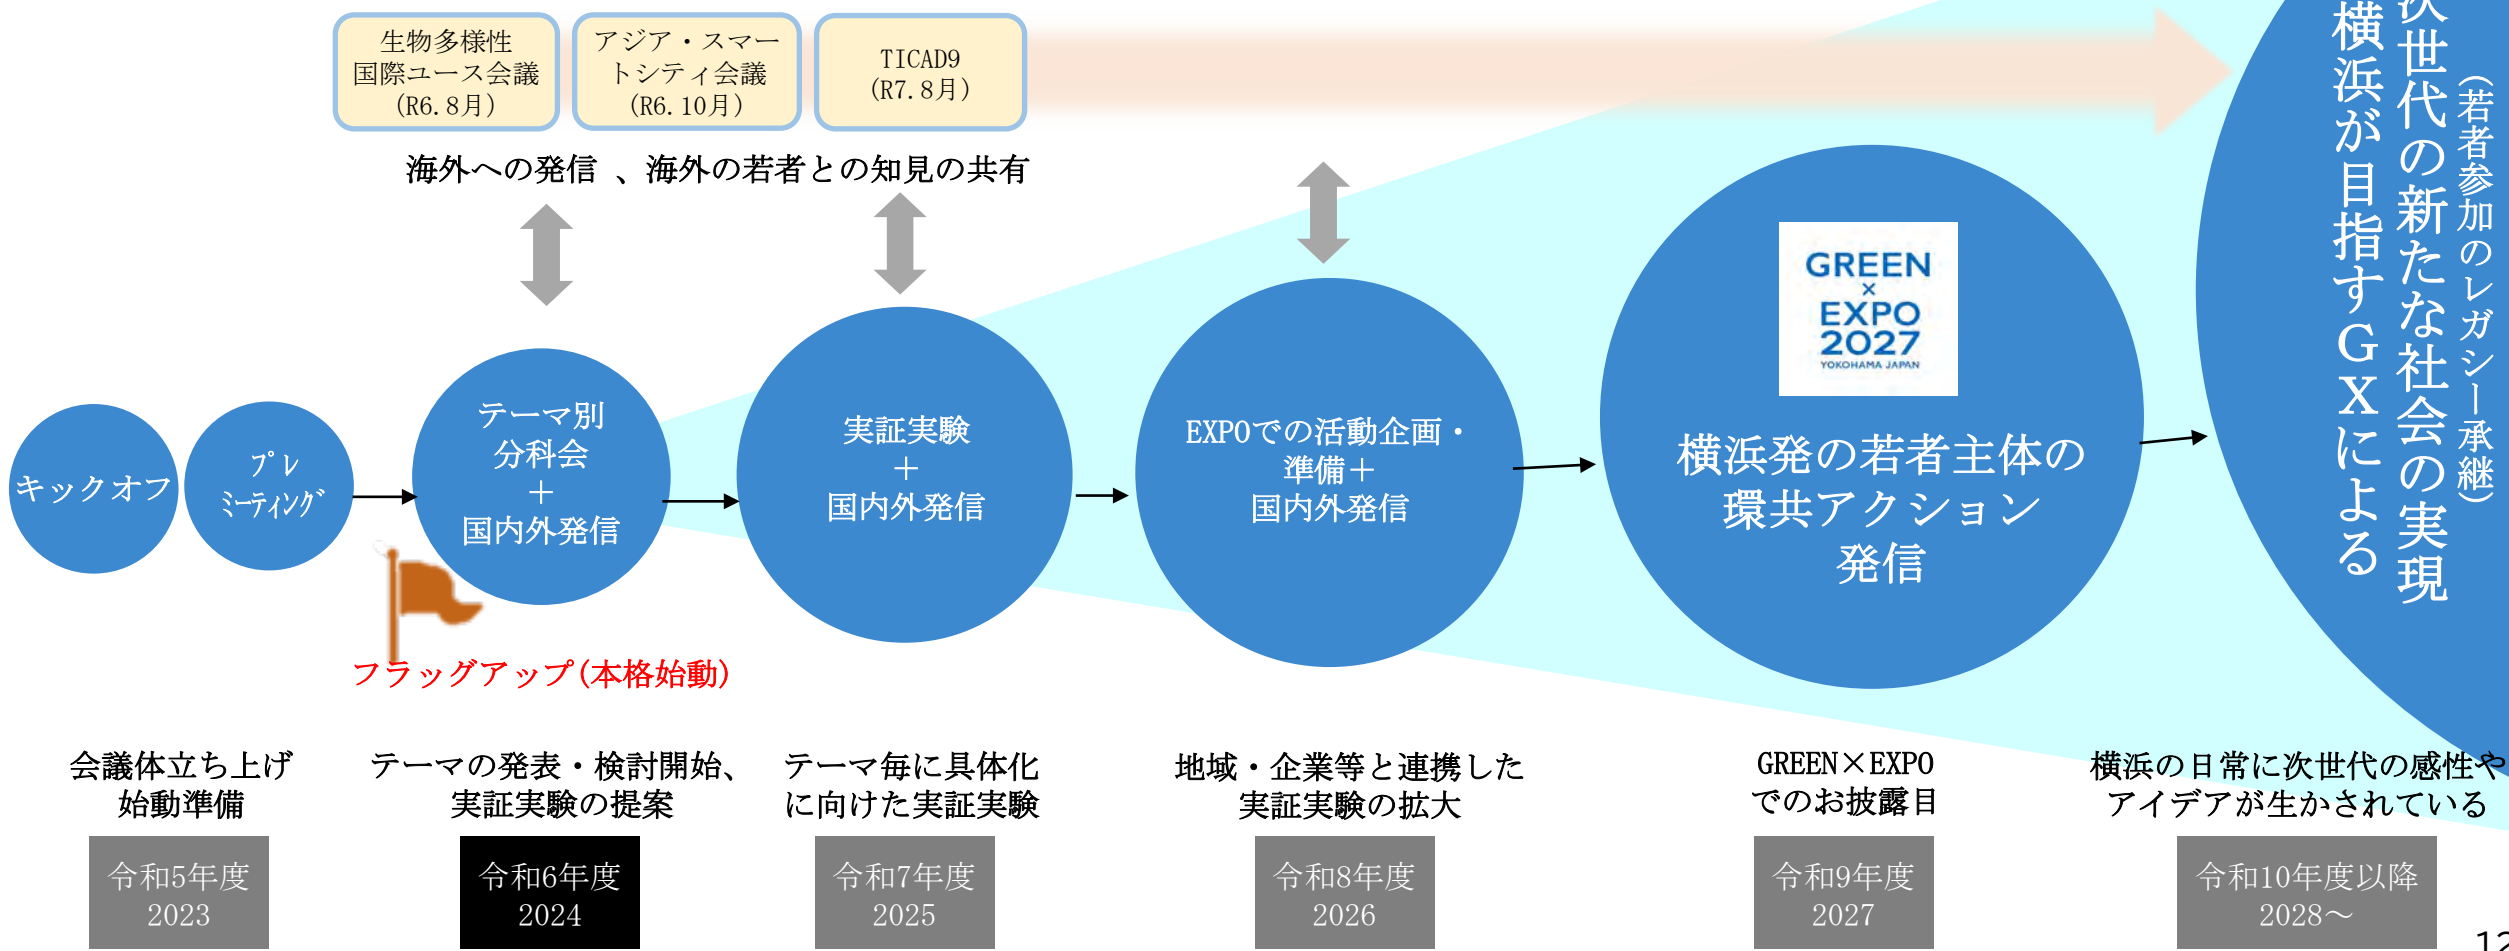 生物多様性
国際ユース会議
(R6.8月)
アジア・スマー
トシティ会議
(R6.10月)
TICAD9
(R7.8月)
海外への発信 、海外の若者との知見の共有
キックオフ
プレ
ミーティング
テーマ別
分科会
＋
国内外発信
実証実験
＋
国内外発信
EXPOでの活動企画・
準備＋
国内外発信
GREEN
×
EXPO
2027
YOKOHAMA JAPAN
横浜発の若者主体の
環共アクション
発信
横浜が目指すＧＸによる
次世代の新たな社会の実現
（若者参加のレガシー承継）
フラッグアップ(本格始動)
会議体立ち上げ
始動準備
テーマの発表・検討開始、
実証実験の提案
テーマ毎に具体化
に向けた実証実験
地域・企業等と連携した
実証実験の拡大
GREEN×EXPO
でのお披露目
横浜の日常に次世代の感性や
アイデアが生かされている
令和5年度
2023
令和6年度
2024
令和7年度
2025
令和8年度
2026
令和9年度
2027
令和10年度以降
2028～